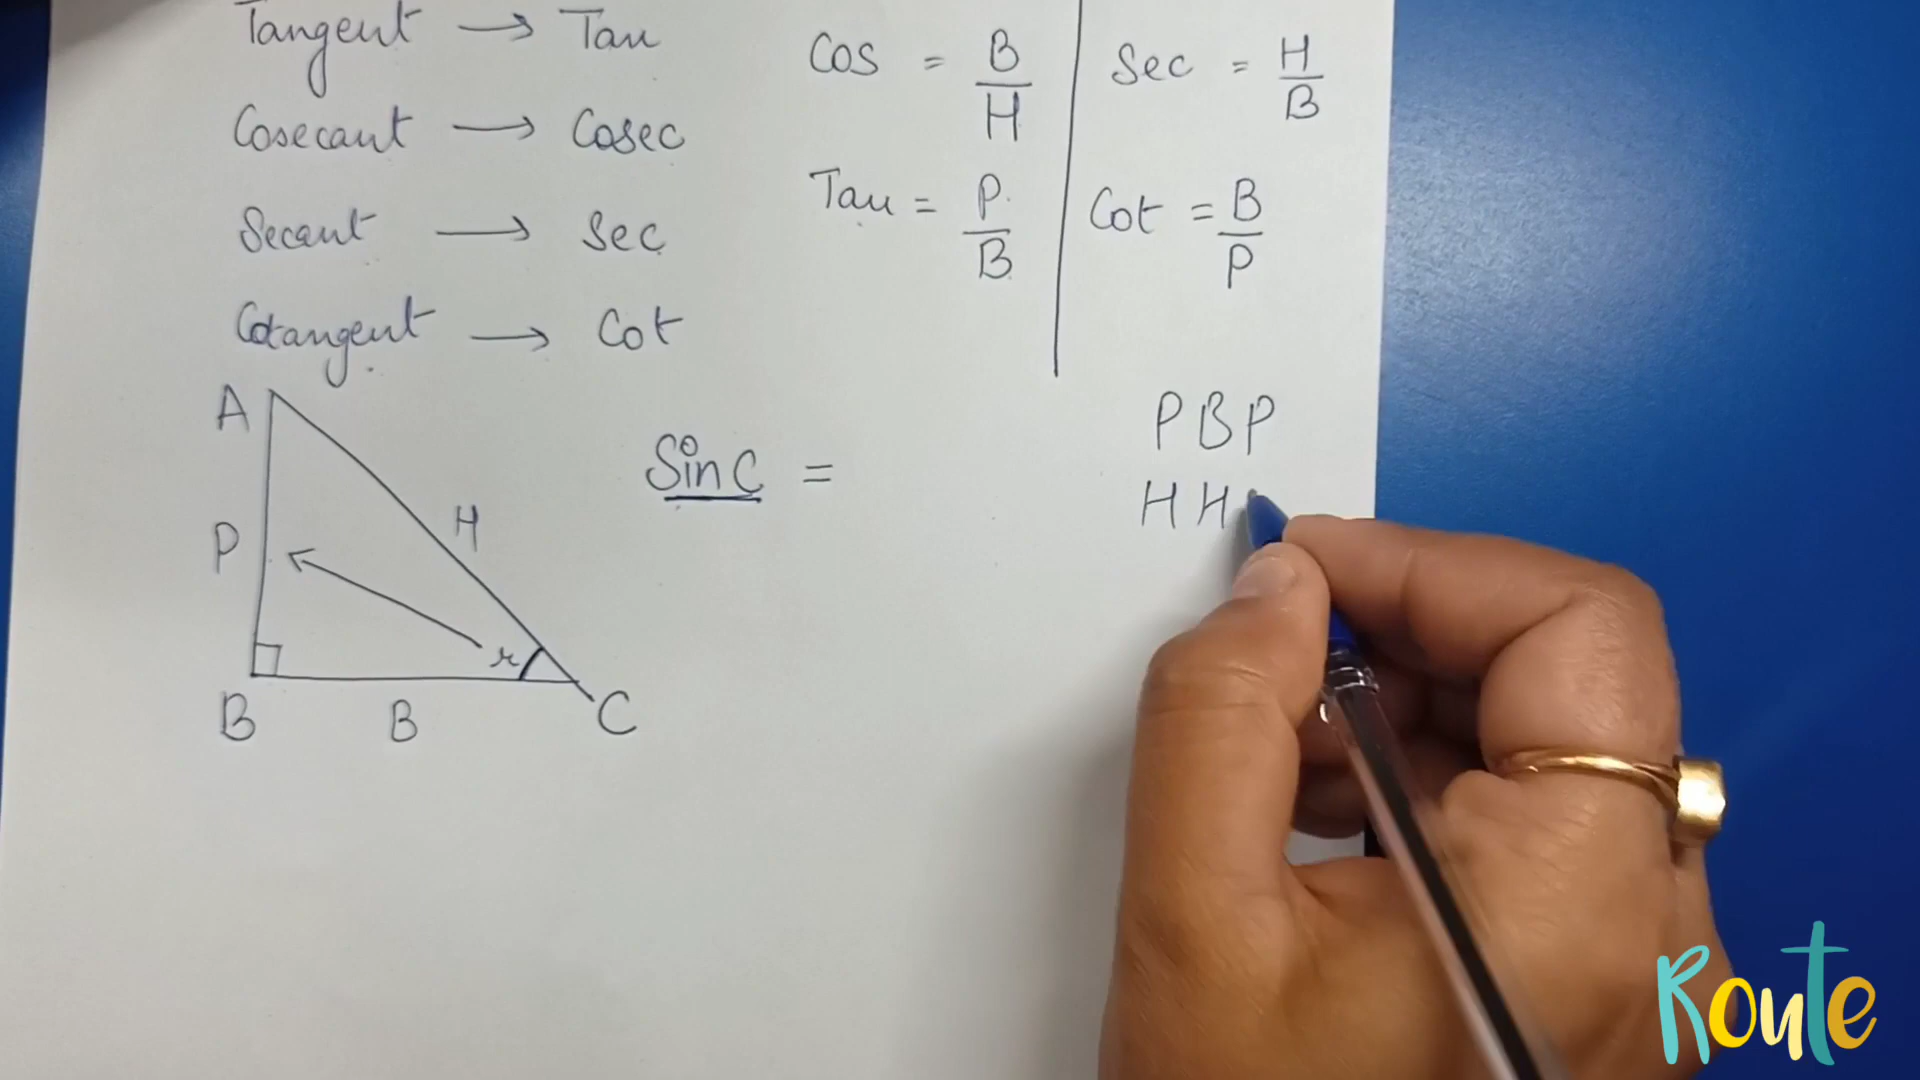 Tangent → Tan
Cosecant → Cosec
Secant → Sec
Cotangent → Cot
Cos = B/H
Sec = H/B
Tan = P/B
Cot = B/P
A
P
H
B
B
C
Sin C =
P B P
H H
Route